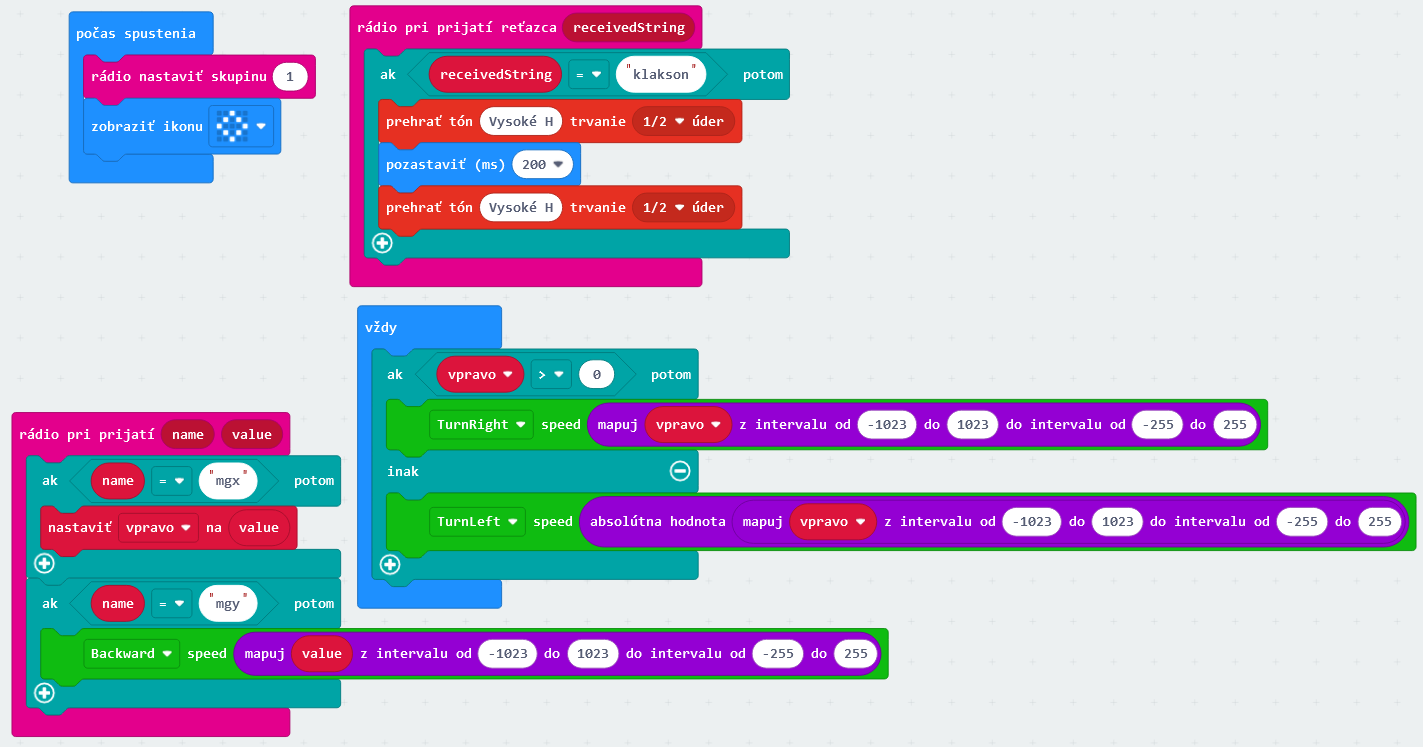 počas spustenia
rádio nastaviť skupinu 1
zobraziť ikonu
rádio pri prijatí reťazca receivedString
ak receivedString = "klakson" potom
prehrať tón Vysoké H trvanie 1/2 úder
pozastaviť (ms) 200
prehrať tón Vysoké H trvanie 1/2 úder
vždy
ak vpravo > 0 potom
TurnRight speed mapuj vpravo z intervalu od -1023 do 1023 do intervalu od -255 do 255
inak
TurnLeft speed absolútna hodnota mapuj vpravo z intervalu od -1023 do 1023 do intervalu od -255 do 255
rádio pri prijatí name value
ak name = "mgx" potom
nastaviť vpravo na value
ak name = "mgy" potom
Backward speed mapuj value z intervalu od -1023 do 1023 do intervalu od -255 do 255